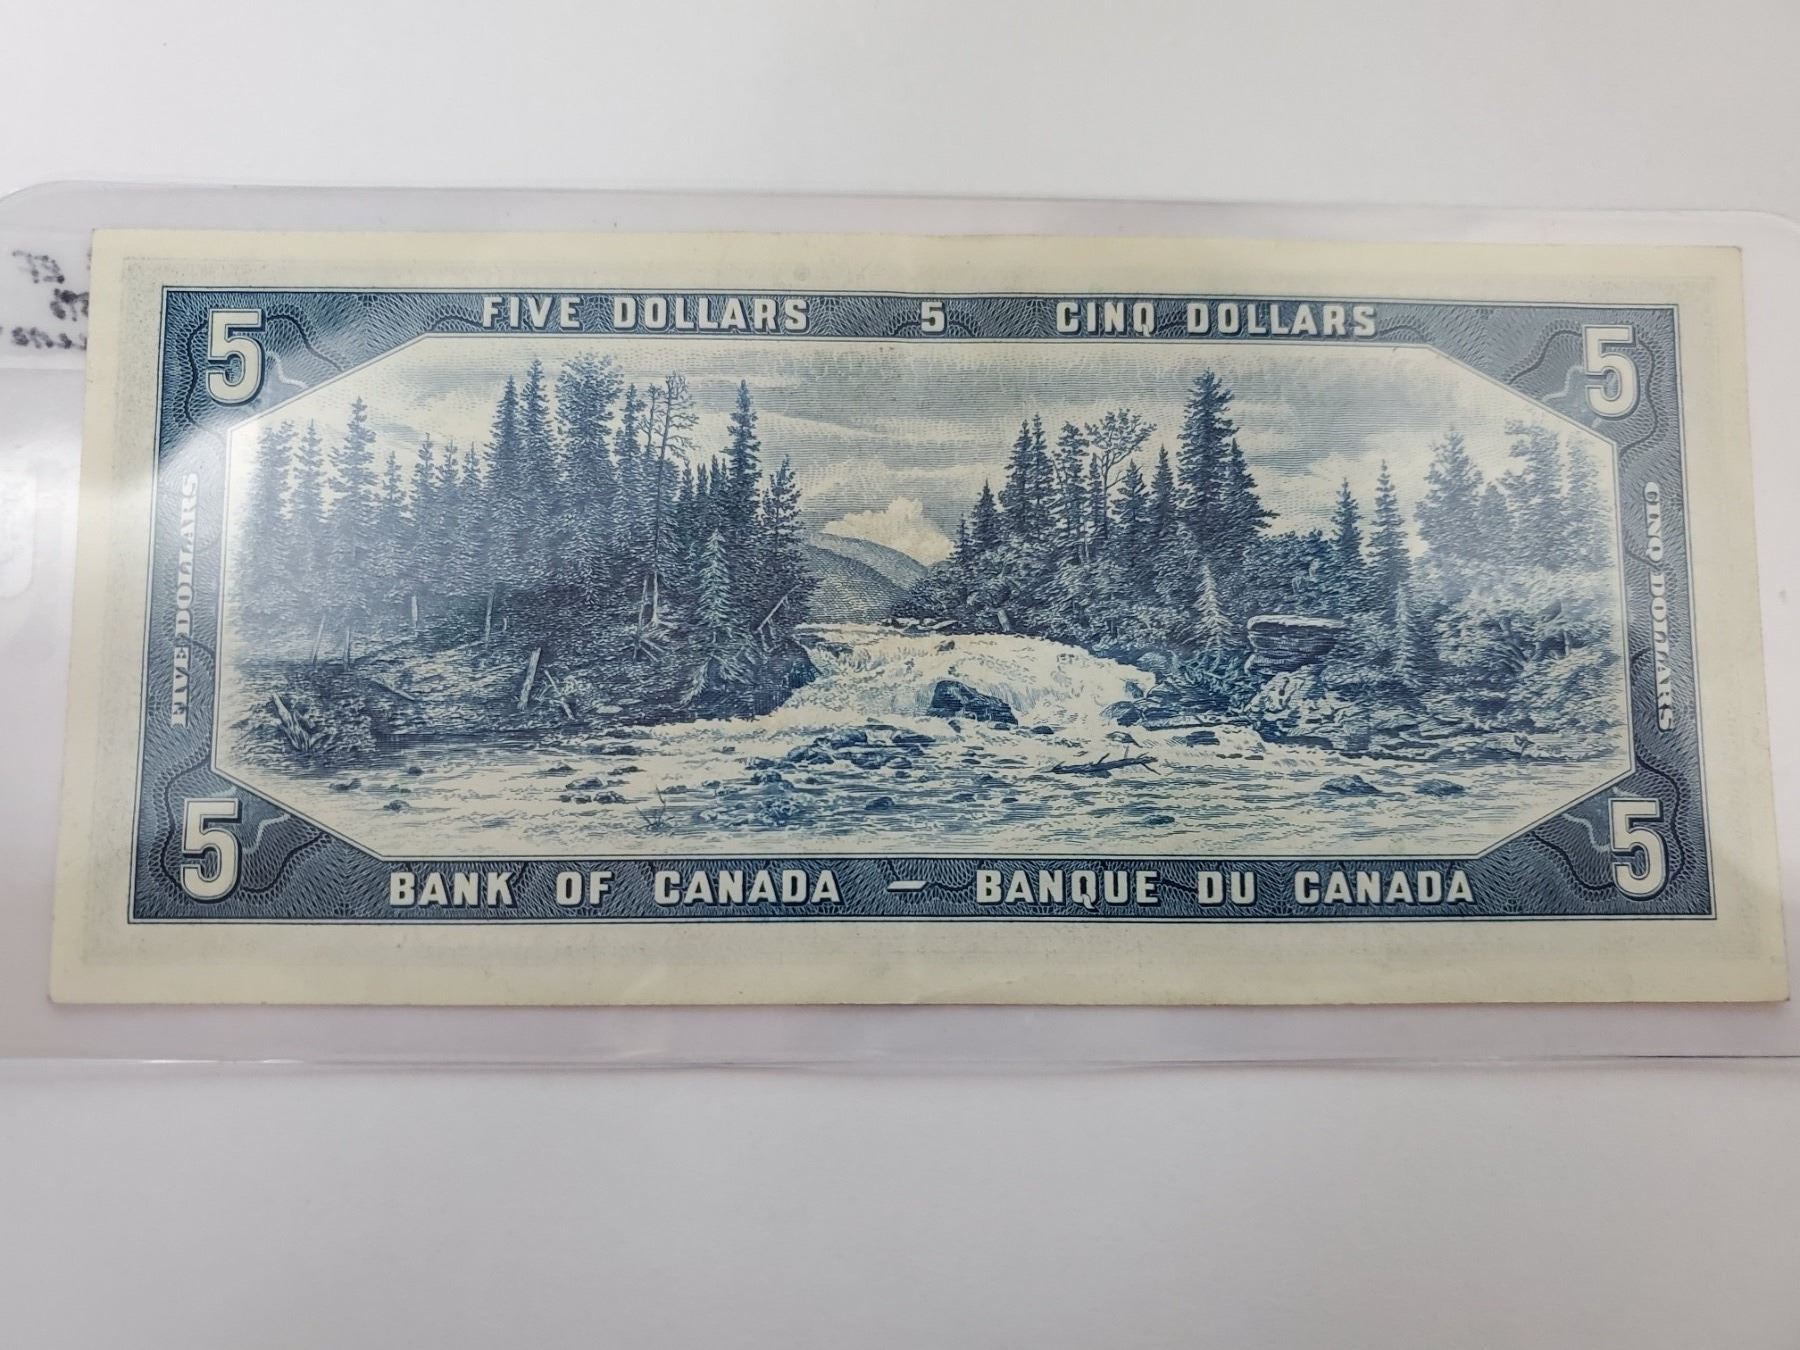 5 FIVE DOLLARS 5 CINQ DOLLARS 5
FIVE DOLLARS
CINQ DOLLARS
5 BANK OF CANADA — BANQUE DU CANADA 5
EF